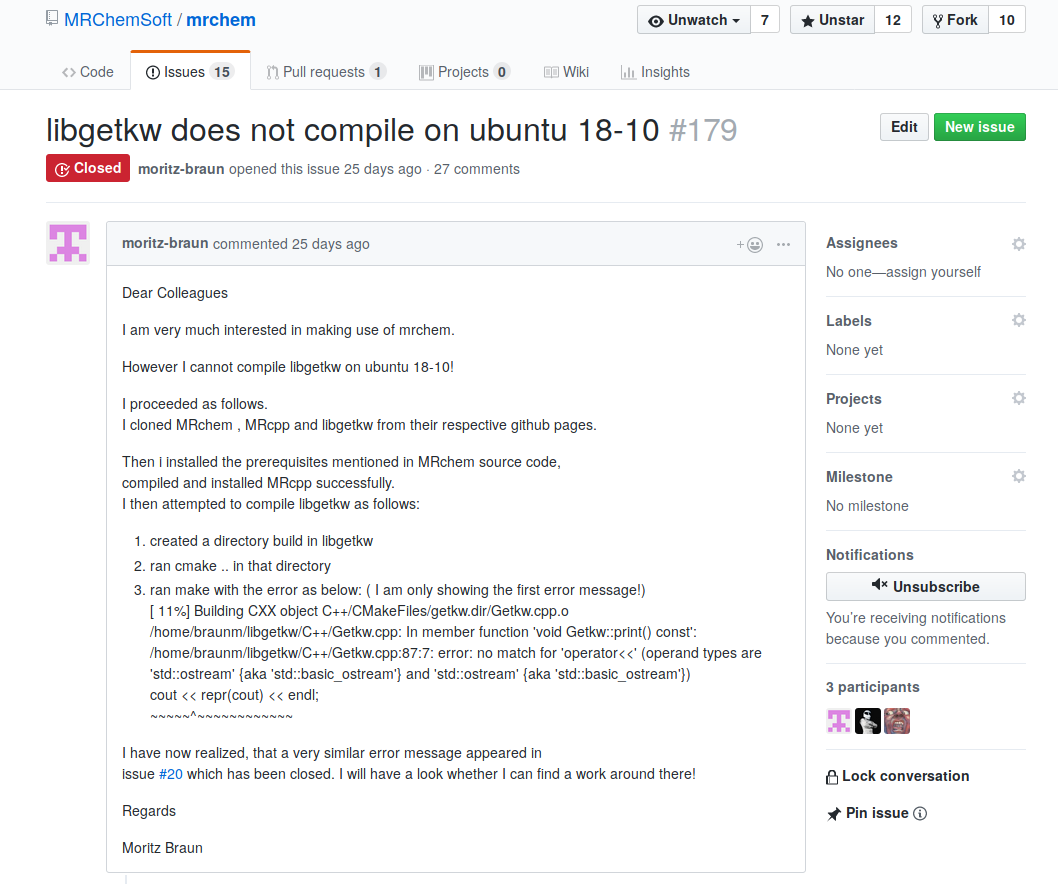 MRChemSoft / mrchem
Unwatch 7
Unstar 12
Fork 10
Code
Issues 15
Pull requests 1
Projects 0
Wiki
Insights
libgetkw does not compile on ubuntu 18-10 #179
Edit
New issue
Closed
moritz-braun opened this issue 25 days ago · 27 comments
moritz-braun commented 25 days ago
Dear Colleagues
I am very much interested in making use of mrchem.
However I cannot compile libgetkw on ubuntu 18-10!
I proceeded as follows.
I cloned MRchem , MRcpp and libgetkw from their respective github pages.
Then i installed the prerequisites mentioned in MRchem source code,
compiled and installed MRcpp successfully.
I then attempted to compile libgetkw as follows:
1. created a directory build in libgetkw
2. ran cmake .. in that directory
3. ran make with the error as below: ( I am only showing the first error message!)
[ 11%] Building CXX object C++/CMakeFiles/getkw.dir/Getkw.cpp.o
/home/braunm/libgetkw/C++/Getkw.cpp: In member function 'void Getkw::print() const':
/home/braunm/libgetkw/C++/Getkw.cpp:87:7: error: no match for 'operator<<' (operand types are
'std::ostream' {aka 'std::basic_ostream'} and 'std::ostream' {aka 'std::basic_ostream'})
cout << repr(cout) << endl;
~~~~~^~~~~~~~~~~~~
I have now realized, that a very similar error message appeared in
issue #20 which has been closed. I will have a look whether I can find a work around there!
Regards
Moritz Braun
Assignees
No one—assign yourself
Labels
None yet
Projects
None yet
Milestone
No milestone
Notifications
Unsubscribe
You're receiving notifications
because you commented.
3 participants
Lock conversation
Pin issue